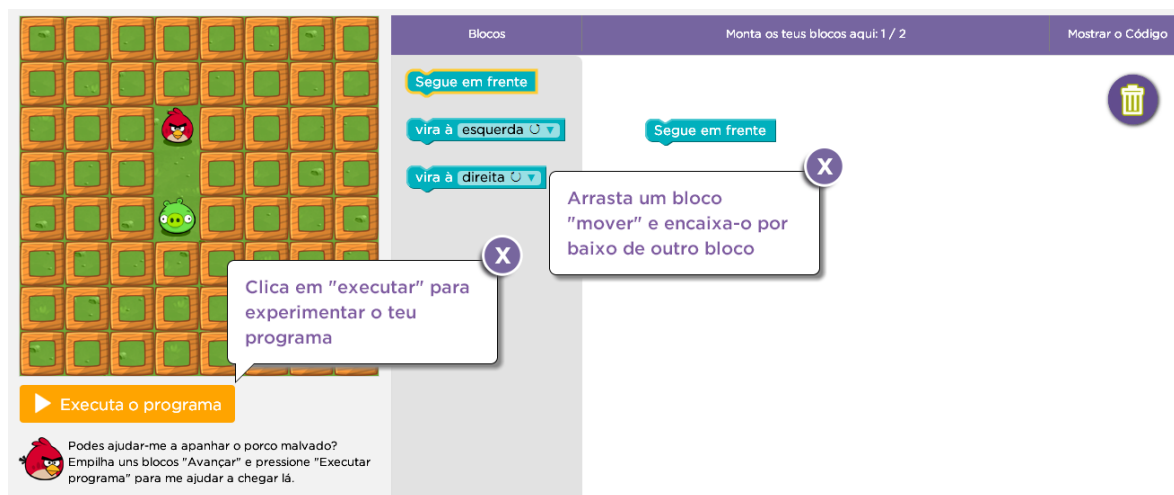 Blocos
Monta os teus blocos aqui: 1 / 2
Mostrar o Código
Segue em frente
vira à esquerda ↺ ▼
vira à direita ↻ ▼
Segue em frente
X
Arrasta um bloco
"mover" e encaixa-o por
baixo de outro bloco
X
Clica em "executar" para
experimentar o teu
programa
Executa o programa
Podes ajudar-me a apanhar o porco malvado?
Empilha uns blocos "Avançar" e pressione "Executar
programa" para me ajudar a chegar lá.